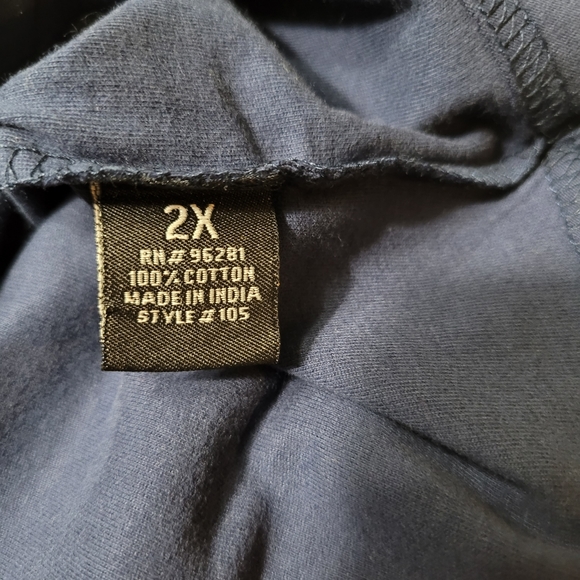 2X
RN# 96281
100% COTTON
MADE IN INDIA
STYLE # 105